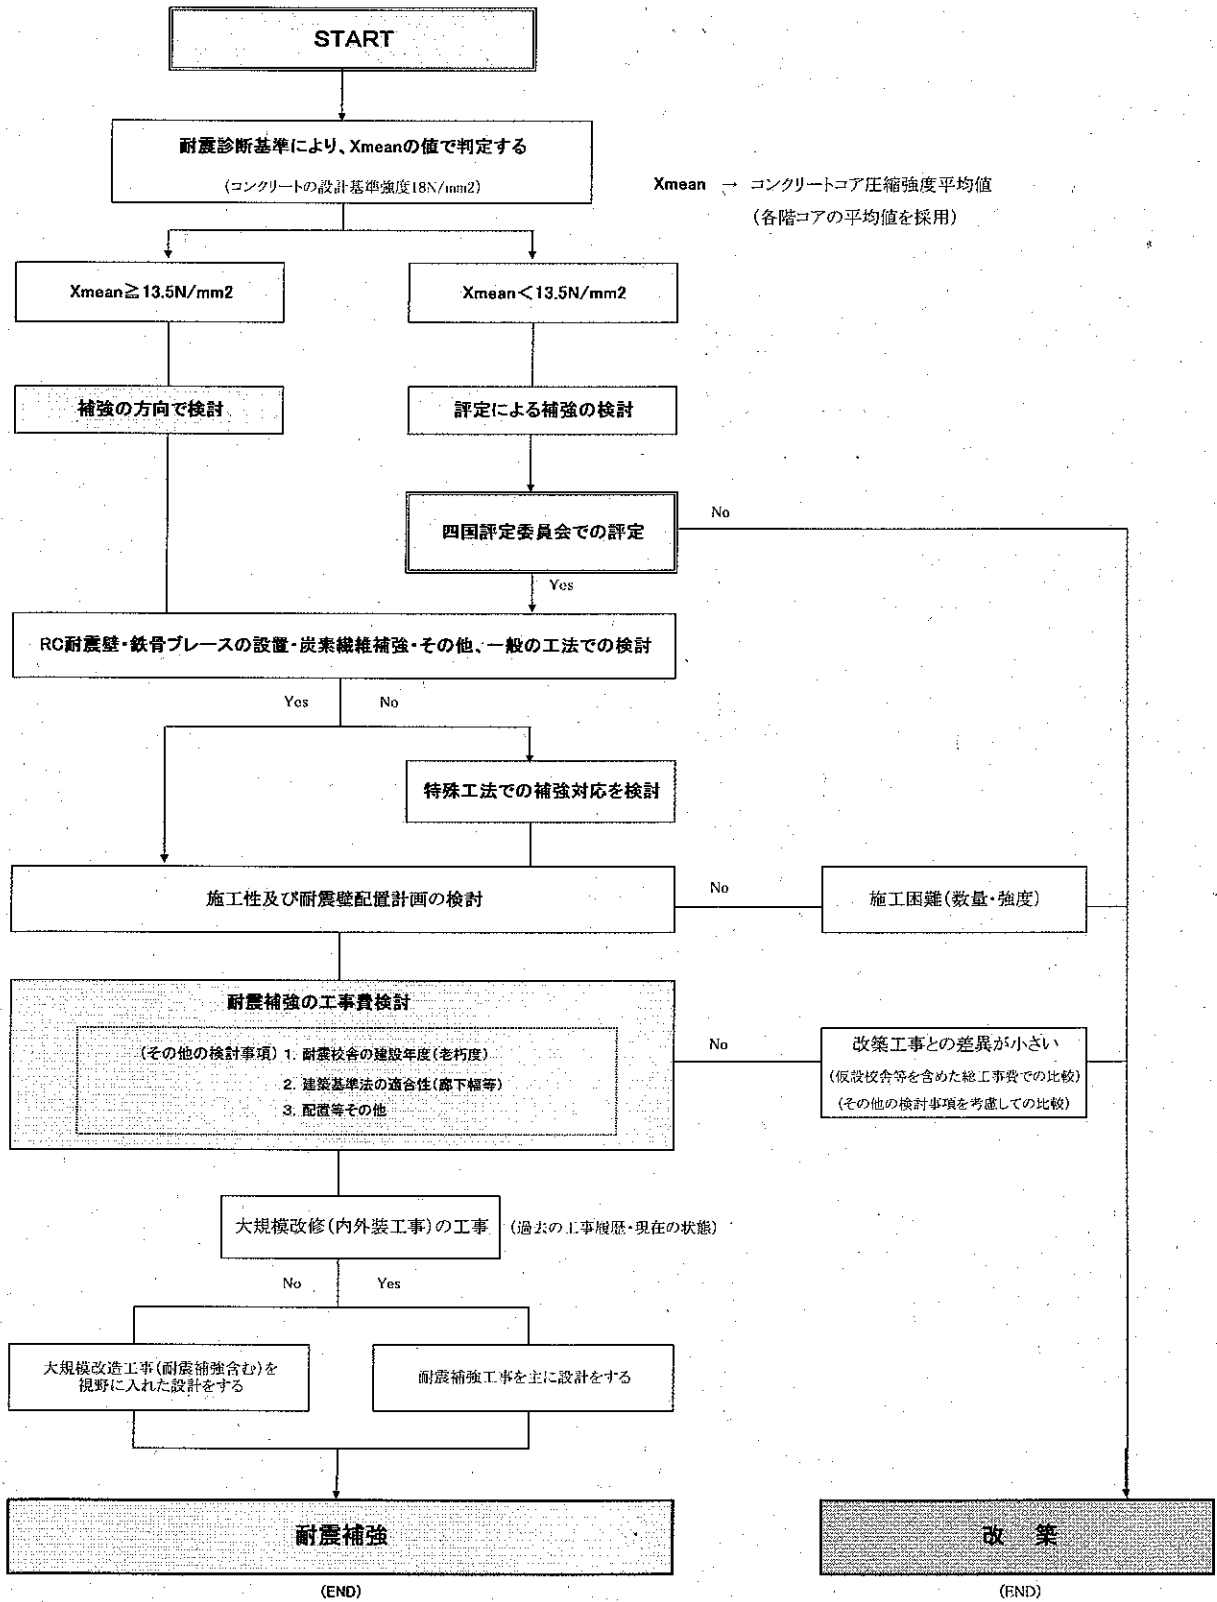 START
耐震診断基準により、Xmeanの値で判定する
(コンクリートの設計基準強度18N/mm2)
Xmean → コンクリートコア圧縮強度平均値
(各階コアの平均値を採用)
Xmean≧13.5N/mm2
Xmean<13.5N/mm2
補強の方向で検討
評定による補強の検討
四国評定委員会での評定
No
Yes
RC耐震壁・鉄骨ブレースの設置・炭素繊維補強・その他、一般の工法での検討
Yes No
特殊工法での補強対応を検討
施工性及び耐震壁配置計画の検討
No
施工困難(数量・強度)
耐震補強の工事費検討
(その他の検討事項) 1. 耐震校舎の建設年度(老朽度)
2. 建築基準法の適合性(廊下幅等)
3. 配置等その他
No
改築工事との差異が小さい
(仮設校舎等を含めた総工事費での比較)
(その他の検討事項を考慮しての比較)
大規模改修(内外装工事)の工事 (過去の工事履歴・現在の状態)
No Yes
大規模改造工事(耐震補強含む)を
視野に入れた設計をする
耐震補強工事を主に設計をする
耐震補強
(END)
改 築
(END)